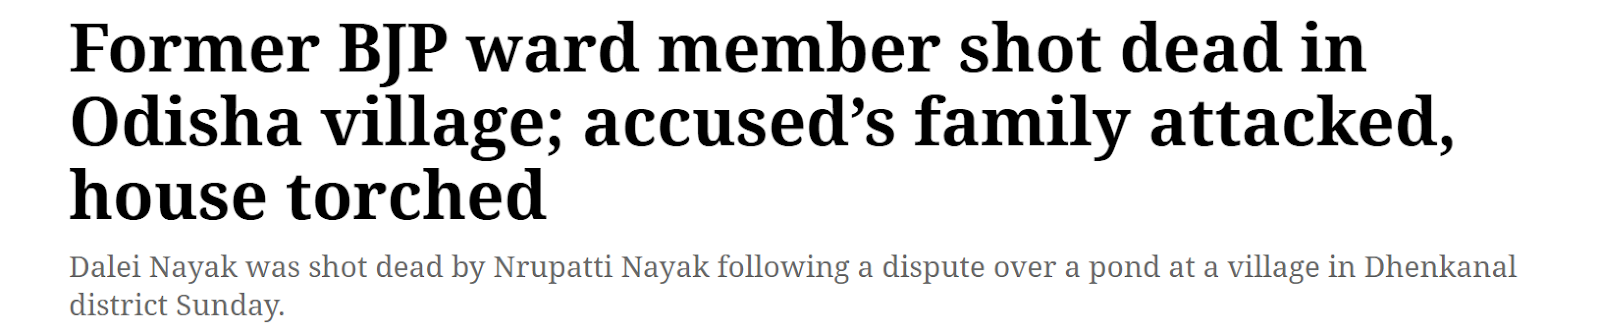 Former BJP ward member shot dead in
Odisha village; accused’s family attacked,
house torched
Dalei Nayak was shot dead by Nrupatti Nayak following a dispute over a pond at a village in Dhenkanal
district Sunday.